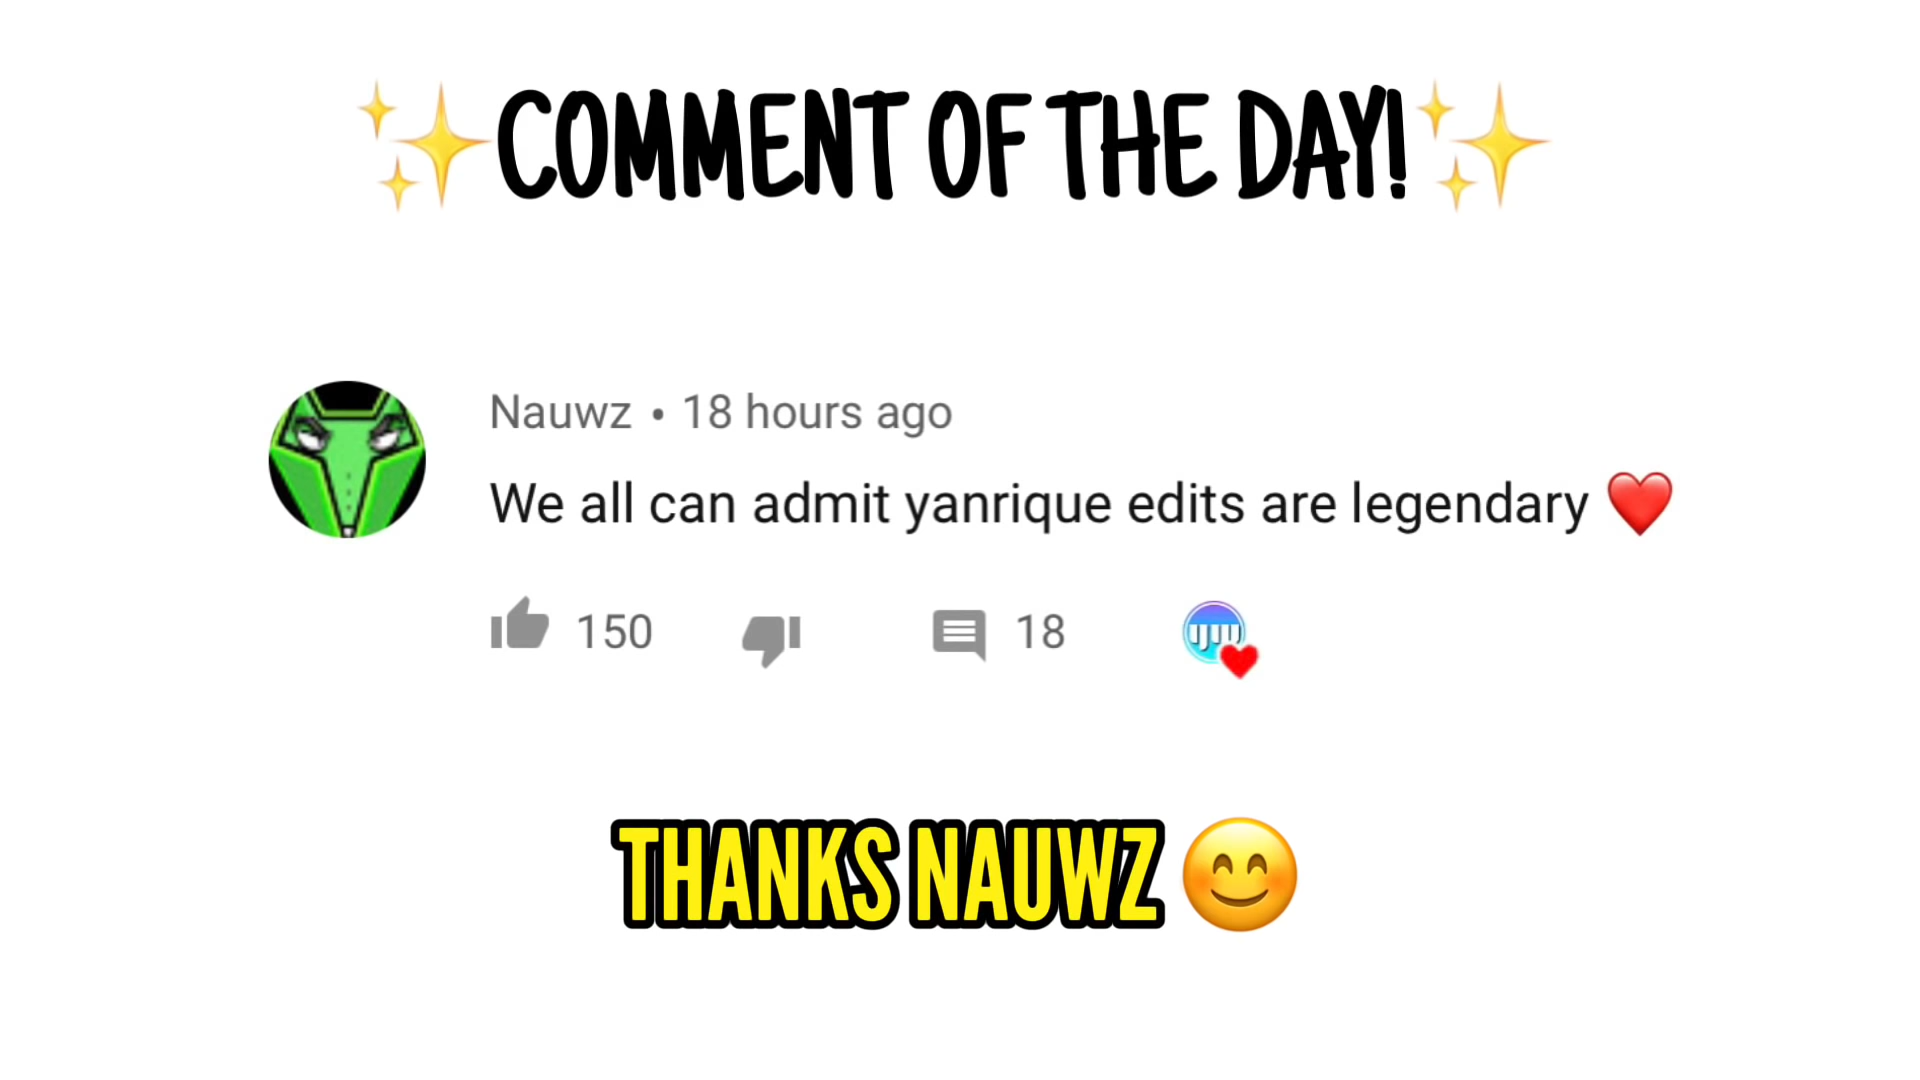 ✨COMMENT OF THE DAY!✨
Nauwz • 18 hours ago
We all can admit yanrique edits are legendary ❤️
150 18
THANKS NAUWZ 😊